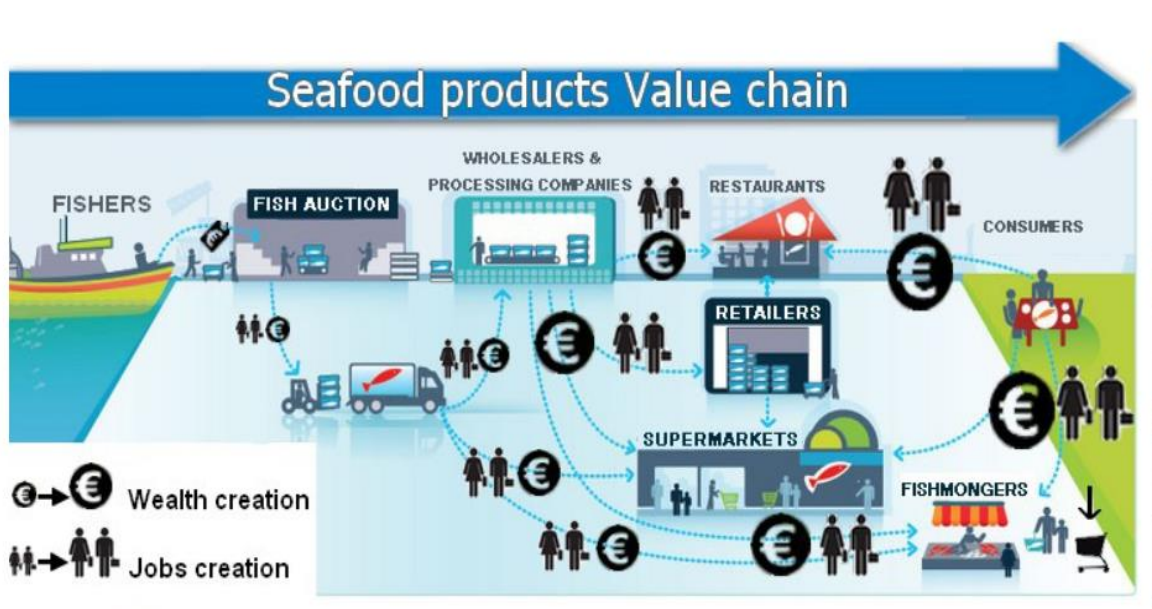 Seafood products Value chain
WHOLESALERS &
PROCESSING COMPANIES
RESTAURANTS
FISHERS
FISH AUCTION
CONSUMERS
RETAILERS
SUPERMARKETS
FISHMONGERS
Wealth creation
Jobs creation